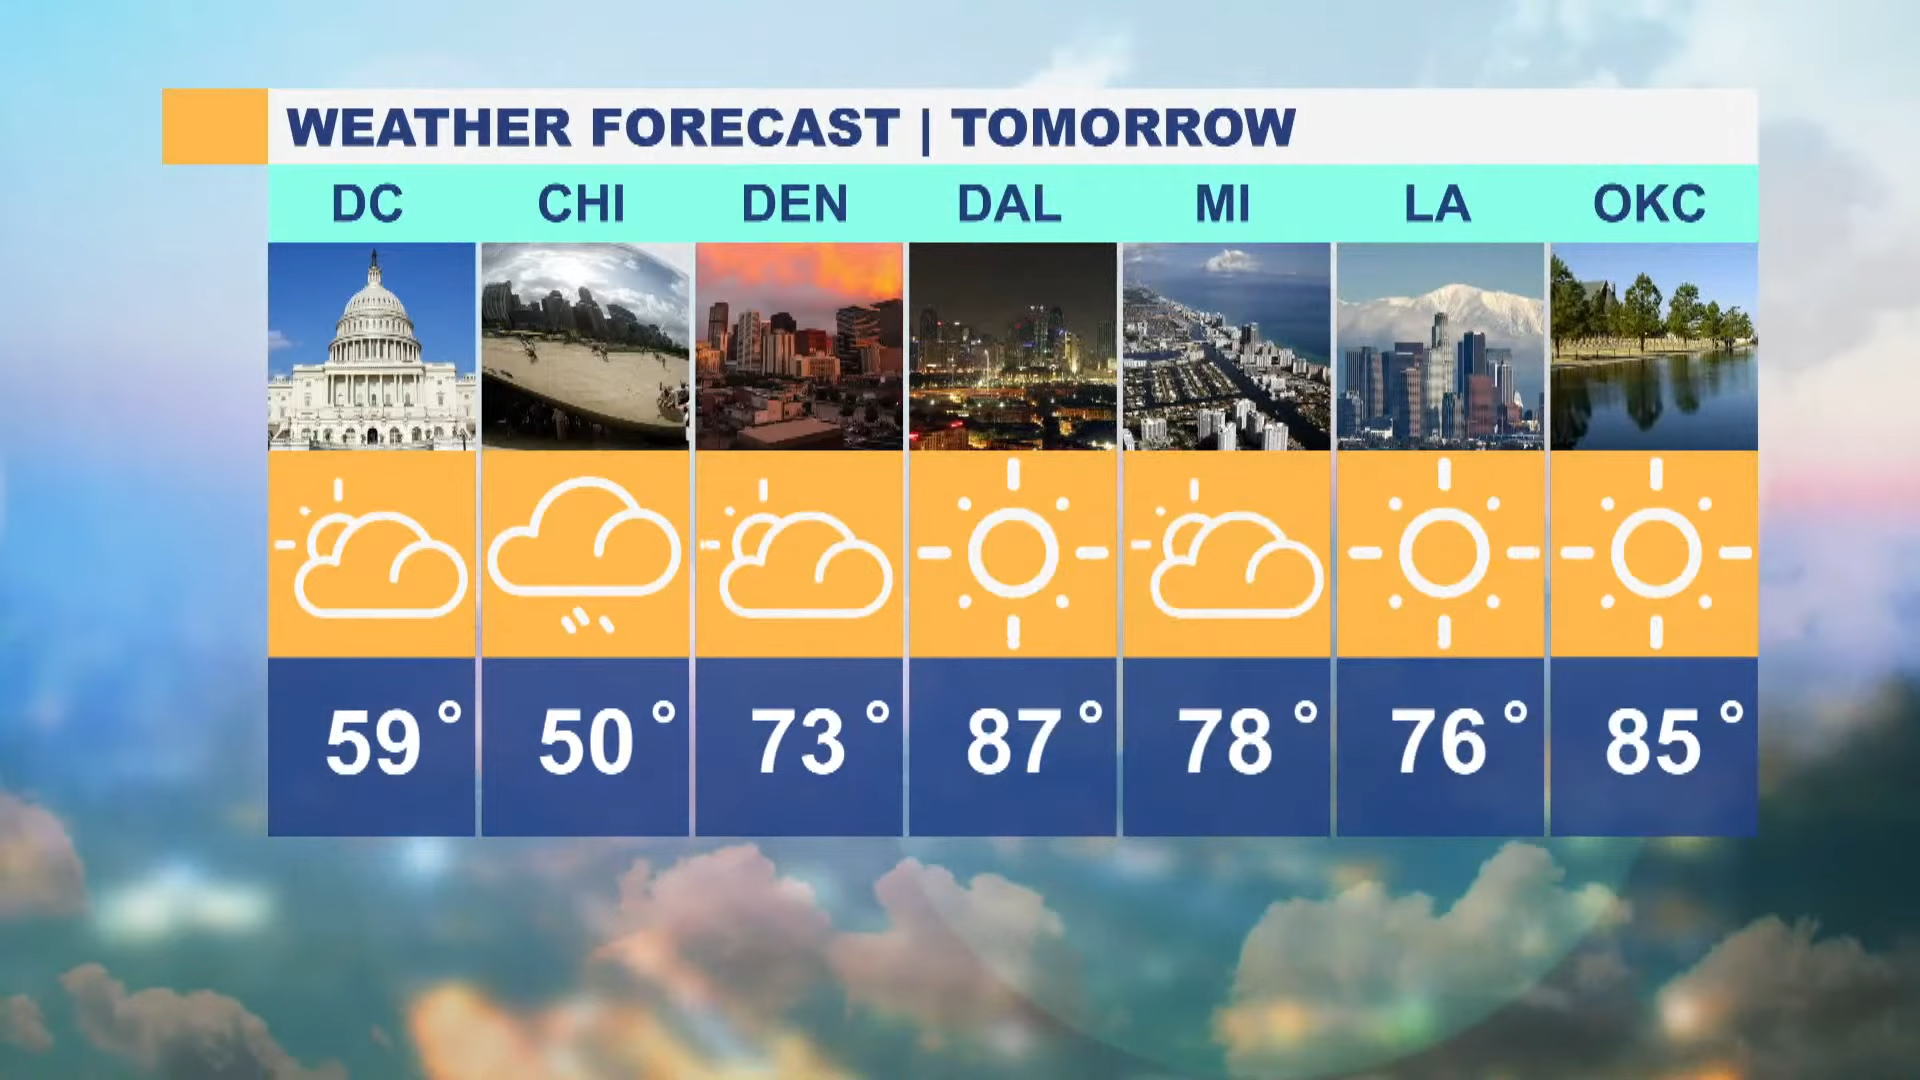 WEATHER FORECAST | TOMORROW
DC CHI DEN DAL MI LA OKC
59° 50° 73° 87° 78° 76° 85°